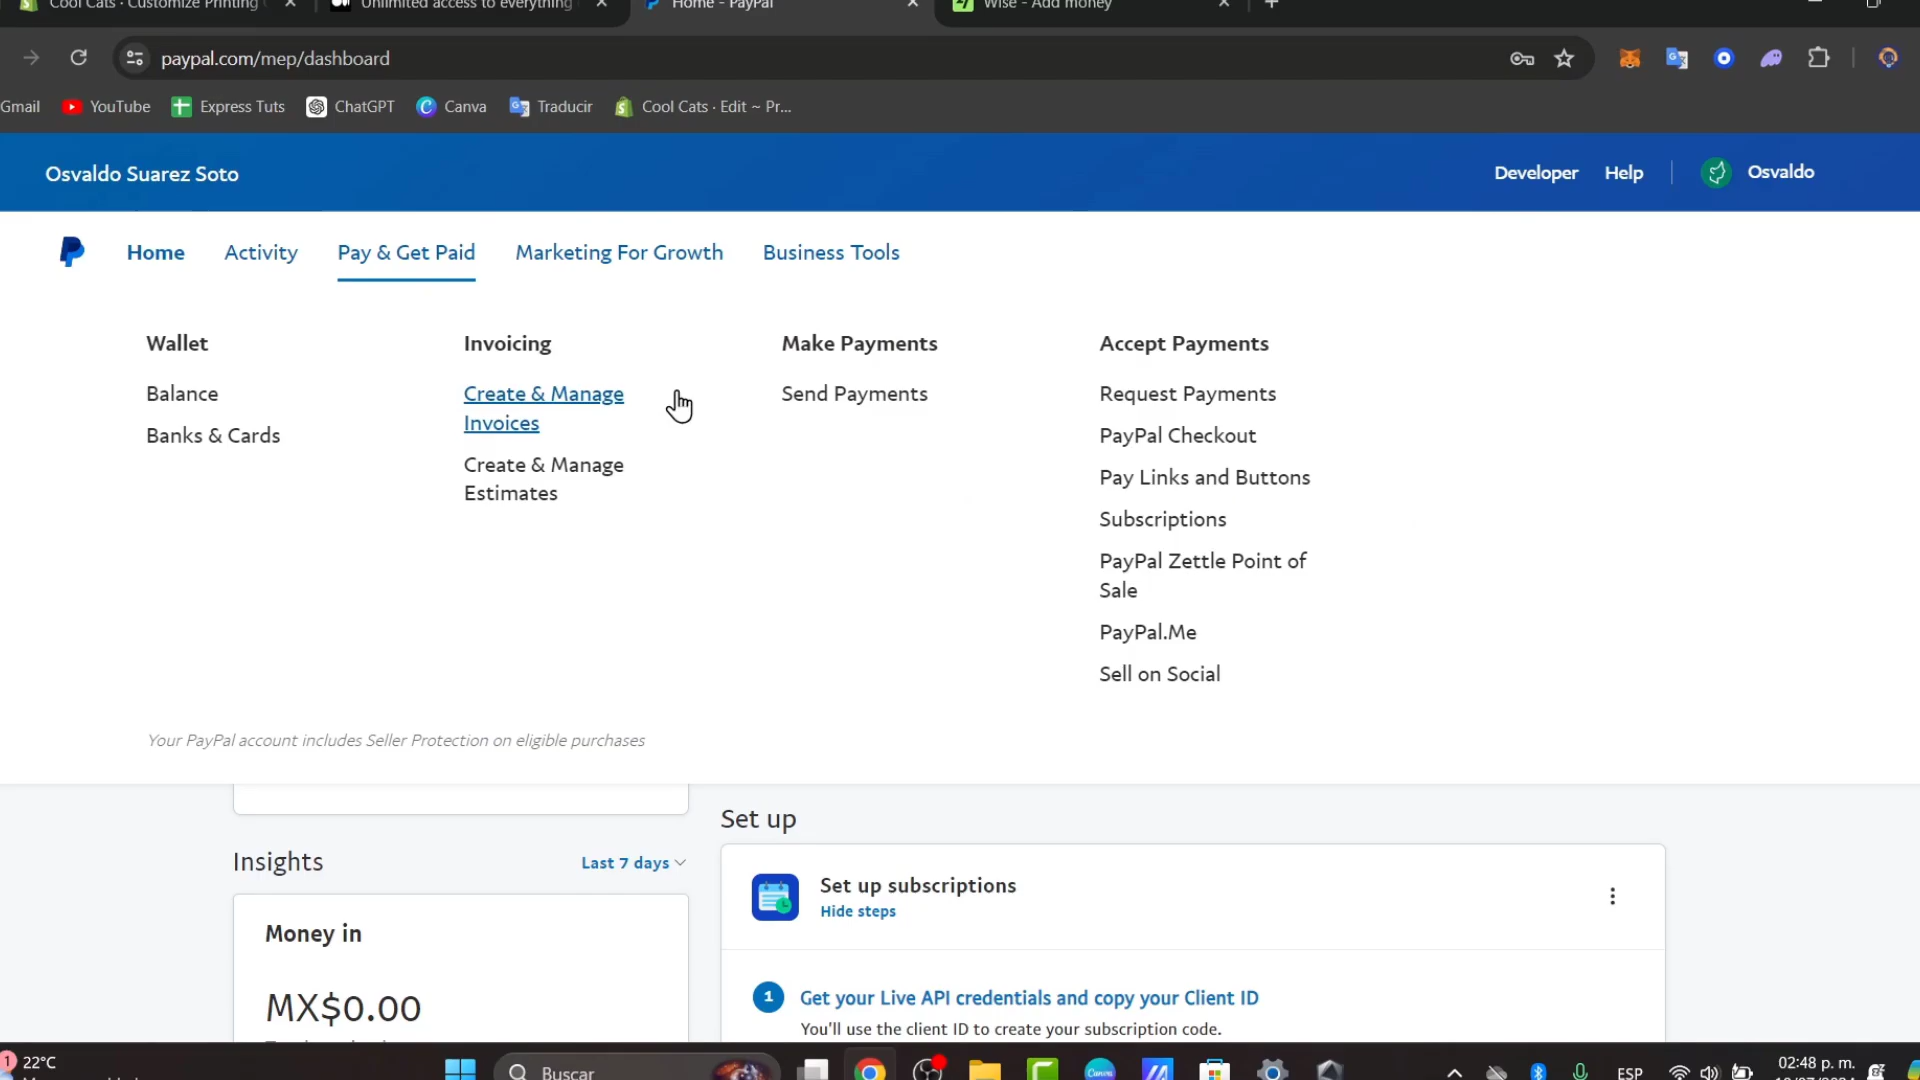 Cool Cats · Customize Printing
Unlimited access to everything
Home - PayPal
Wise - Add money
paypal.com/mep/dashboard
Gmail
YouTube
Express Tuts
ChatGPT
Canva
Traducir
Cool Cats · Edit ~ Pr...
Osvaldo Suarez Soto
Developer
Help
Osvaldo
Home
Activity
Pay & Get Paid
Marketing For Growth
Business Tools
Wallet
Balance
Banks & Cards
Invoicing
Create & Manage
Invoices
Create & Manage
Estimates
Make Payments
Send Payments
Accept Payments
Request Payments
PayPal Checkout
Pay Links and Buttons
Subscriptions
PayPal Zettle Point of
Sale
PayPal.Me
Sell on Social
Your PayPal account includes Seller Protection on eligible purchases
Insights
Last 7 days
Money in
MX$0.00
Set up
Set up subscriptions
Hide steps
1
Get your Live API credentials and copy your Client ID
You'll use the client ID to create your subscription code.
1
22°C
Buscar
Canva
ESP
02:48 p. m.